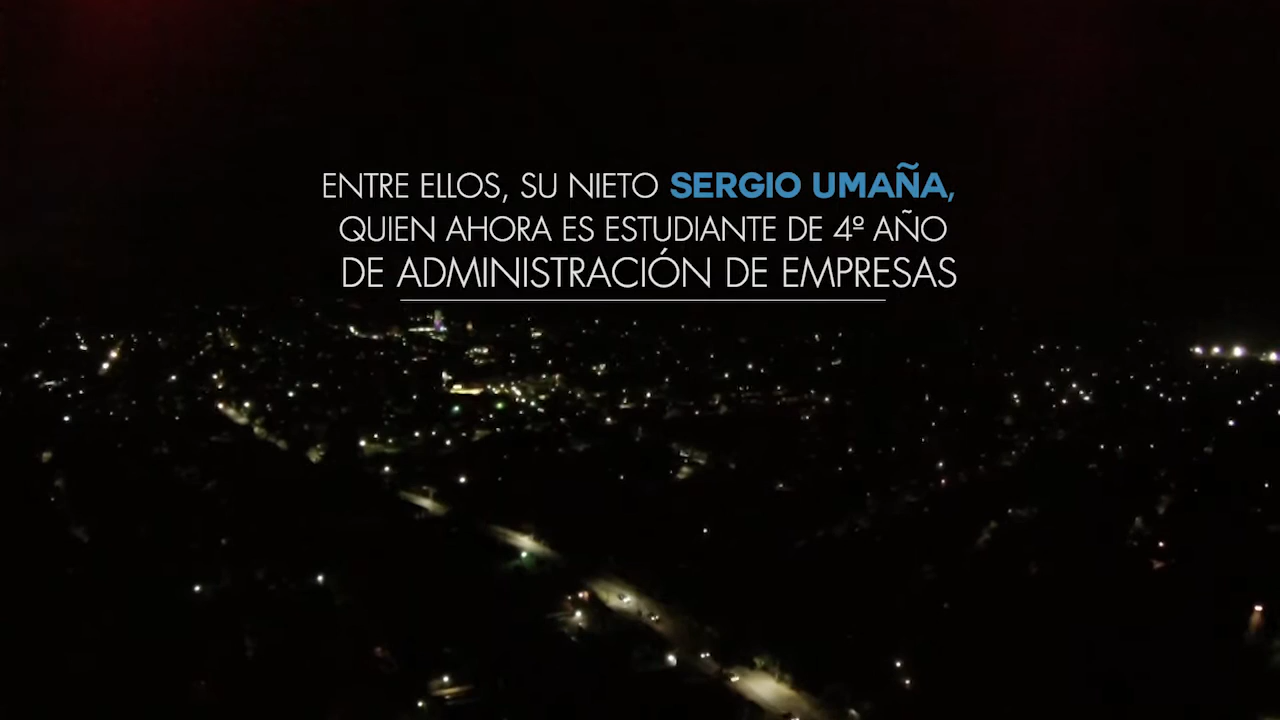 ENTRE ELLOS, SU NIETO SERGIO UMAÑA,
QUIEN AHORA ES ESTUDIANTE DE 4º AÑO
DE ADMINISTRACIÓN DE EMPRESAS